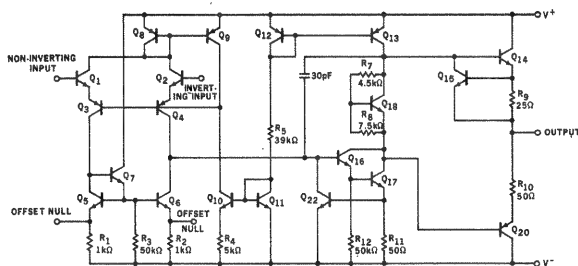 V+
Q8
Q9
Q12
Q13
NON-INVERTING
INPUT
Q1
Q2
INVERT-
ING INPUT
30pF
R7
4.5kΩ
Q15
Q14
Q18
R9
25Ω
Q3
Q4
R5
39kΩ
R8
7.5kΩ
OUTPUT
Q16
Q7
Q17
R10
50Ω
Q5
Q6
Q10
Q11
Q22
OFFSET NULL
OFFSET
NULL
Q20
R1
1kΩ
R3
50kΩ
R2
1kΩ
R4
5kΩ
R12
50kΩ
R11
50Ω
V-